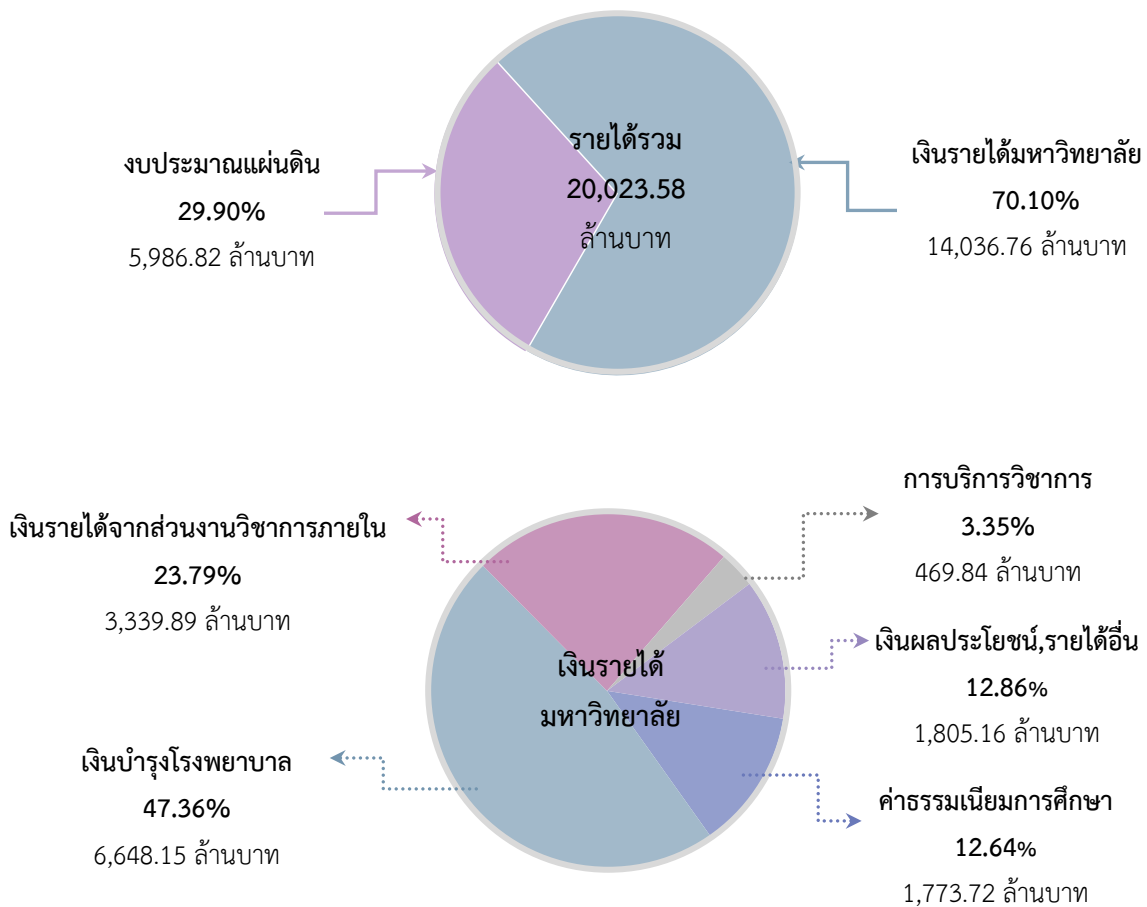 รายได้รวม
20,023.58
ล้านบาท
งบประมาณแผ่นดิน
29.90%
5,986.82 ล้านบาท
เงินรายได้มหาวิทยาลัย
70.10%
14,036.76 ล้านบาท
การบริการวิชาการ
3.35%
469.84 ล้านบาท
เงินรายได้จากส่วนงานวิชาการภายใน
23.79%
3,339.89 ล้านบาท
เงินผลประโยชน์,รายได้อื่น
12.86%
1,805.16 ล้านบาท
เงินรายได้
มหาวิทยาลัย
เงินบำรุงโรงพยาบาล
47.36%
6,648.15 ล้านบาท
ค่าธรรมเนียมการศึกษา
12.64%
1,773.72 ล้านบาท